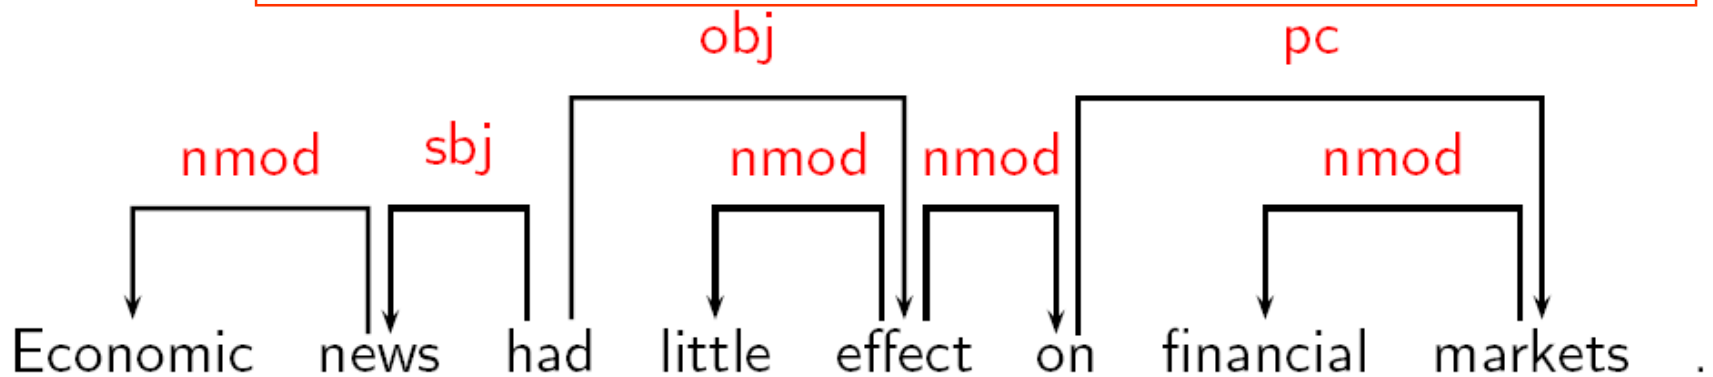 obj pc
nmod sbj nmod nmod nmod
Economic news had little effect on financial markets .